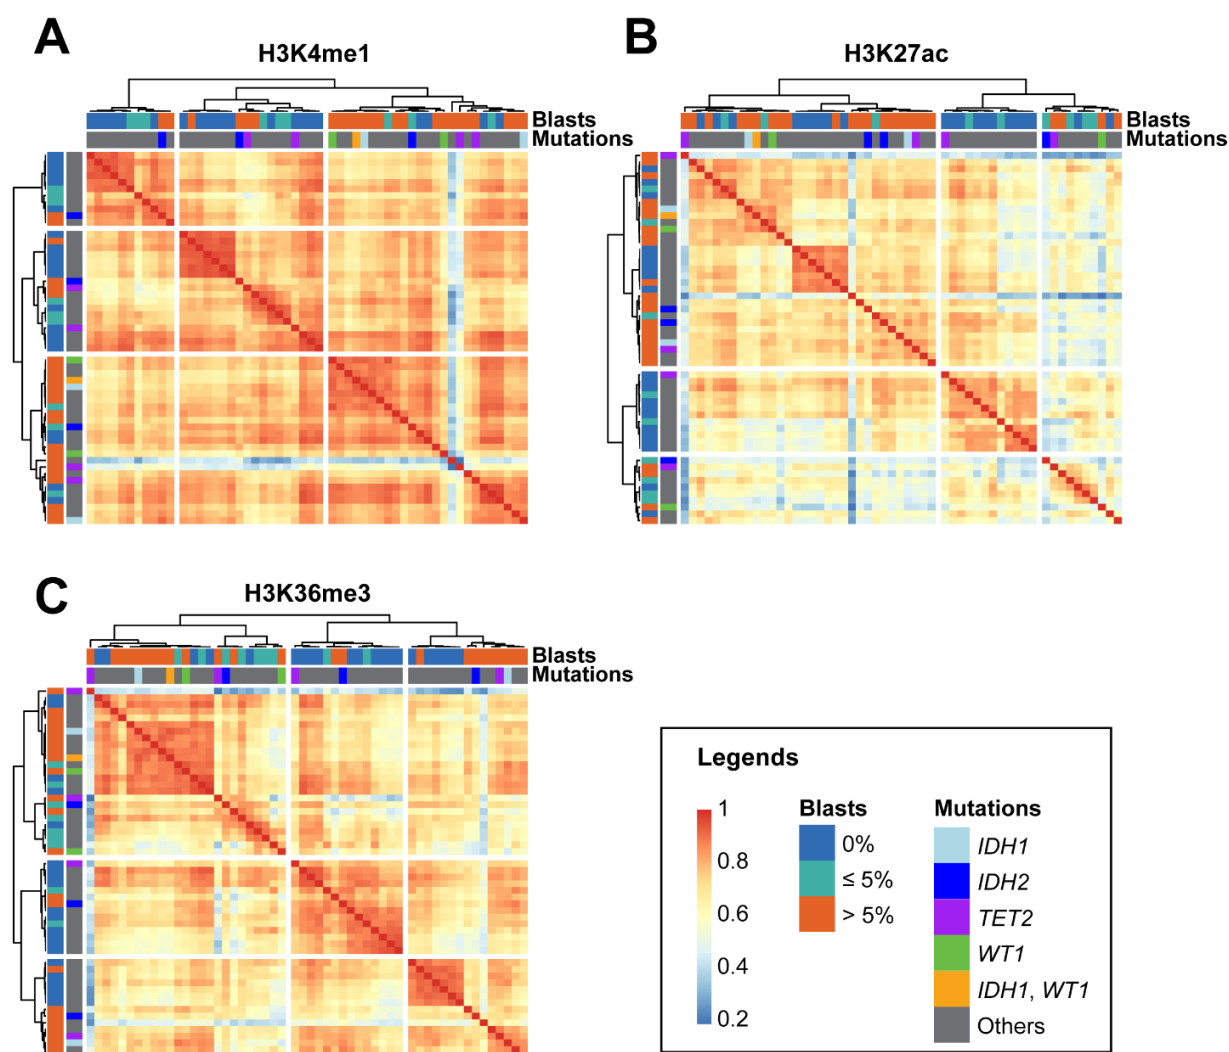 A
H3K4me1
Blasts
Mutations
B
H3K27ac
Blasts
Mutations
C
H3K36me3
Blasts
Mutations
Legends
1
0.8
0.6
0.4
0.2
Blasts
0%
≤ 5%
> 5%
Mutations
IDH1
IDH2
TET2
WT1
IDH1, WT1
Others